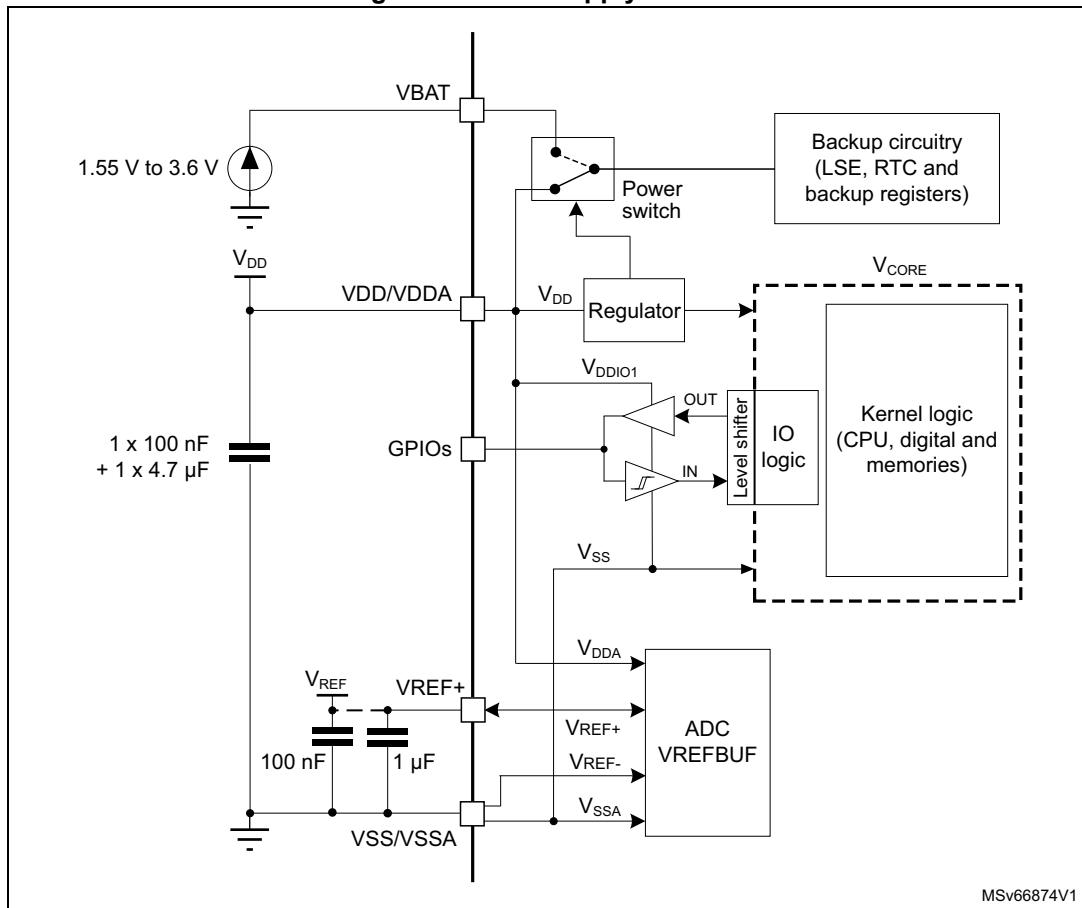 VBAT
1.55 V to 3.6 V
Power
switch
Backup circuitry
(LSE, RTC and
backup registers)
VDD
VDD/VDDA
VDD
Regulator
VCORE
VDDIO1
OUT
GPIOs
IN
Level shifter
IO
logic
Kernel logic
(CPU, digital and
memories)
1 x 100 nF
+ 1 x 4.7 µF
VSS
VDDA
VREF
VREF+
VREF+
100 nF
1 µF
VREF-
ADC
VREFBUF
VSSA
VSS/VSSA
MSv66874V1